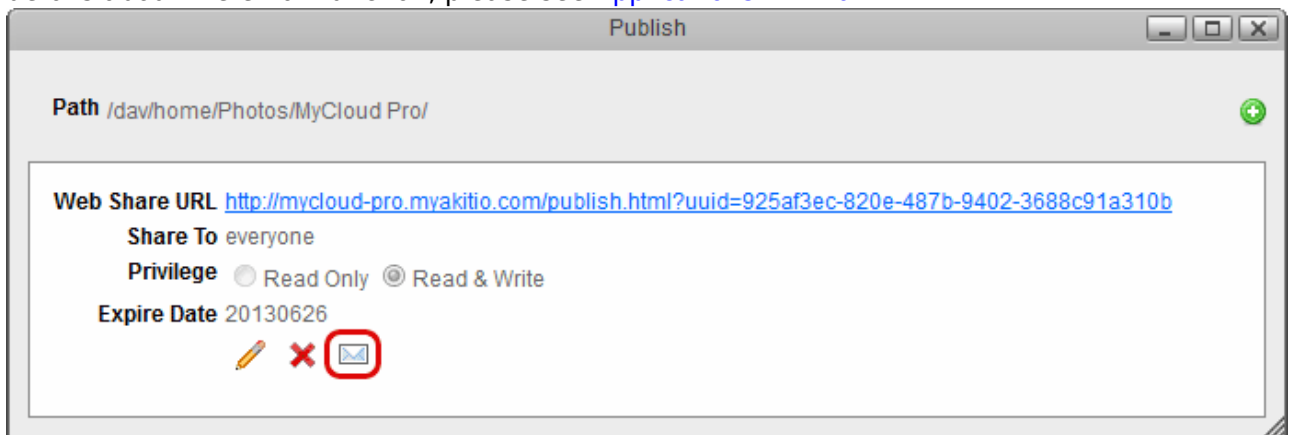 Publish
Path /dav/home/Photos/MyCloud Pro/
Web Share URL http://mycloud-pro.myakitio.com/publish.html?uuid=925af3ec-820e-487b-9402-3688c91a310b
Share To everyone
Privilege Read Only Read & Write
Expire Date 20130626